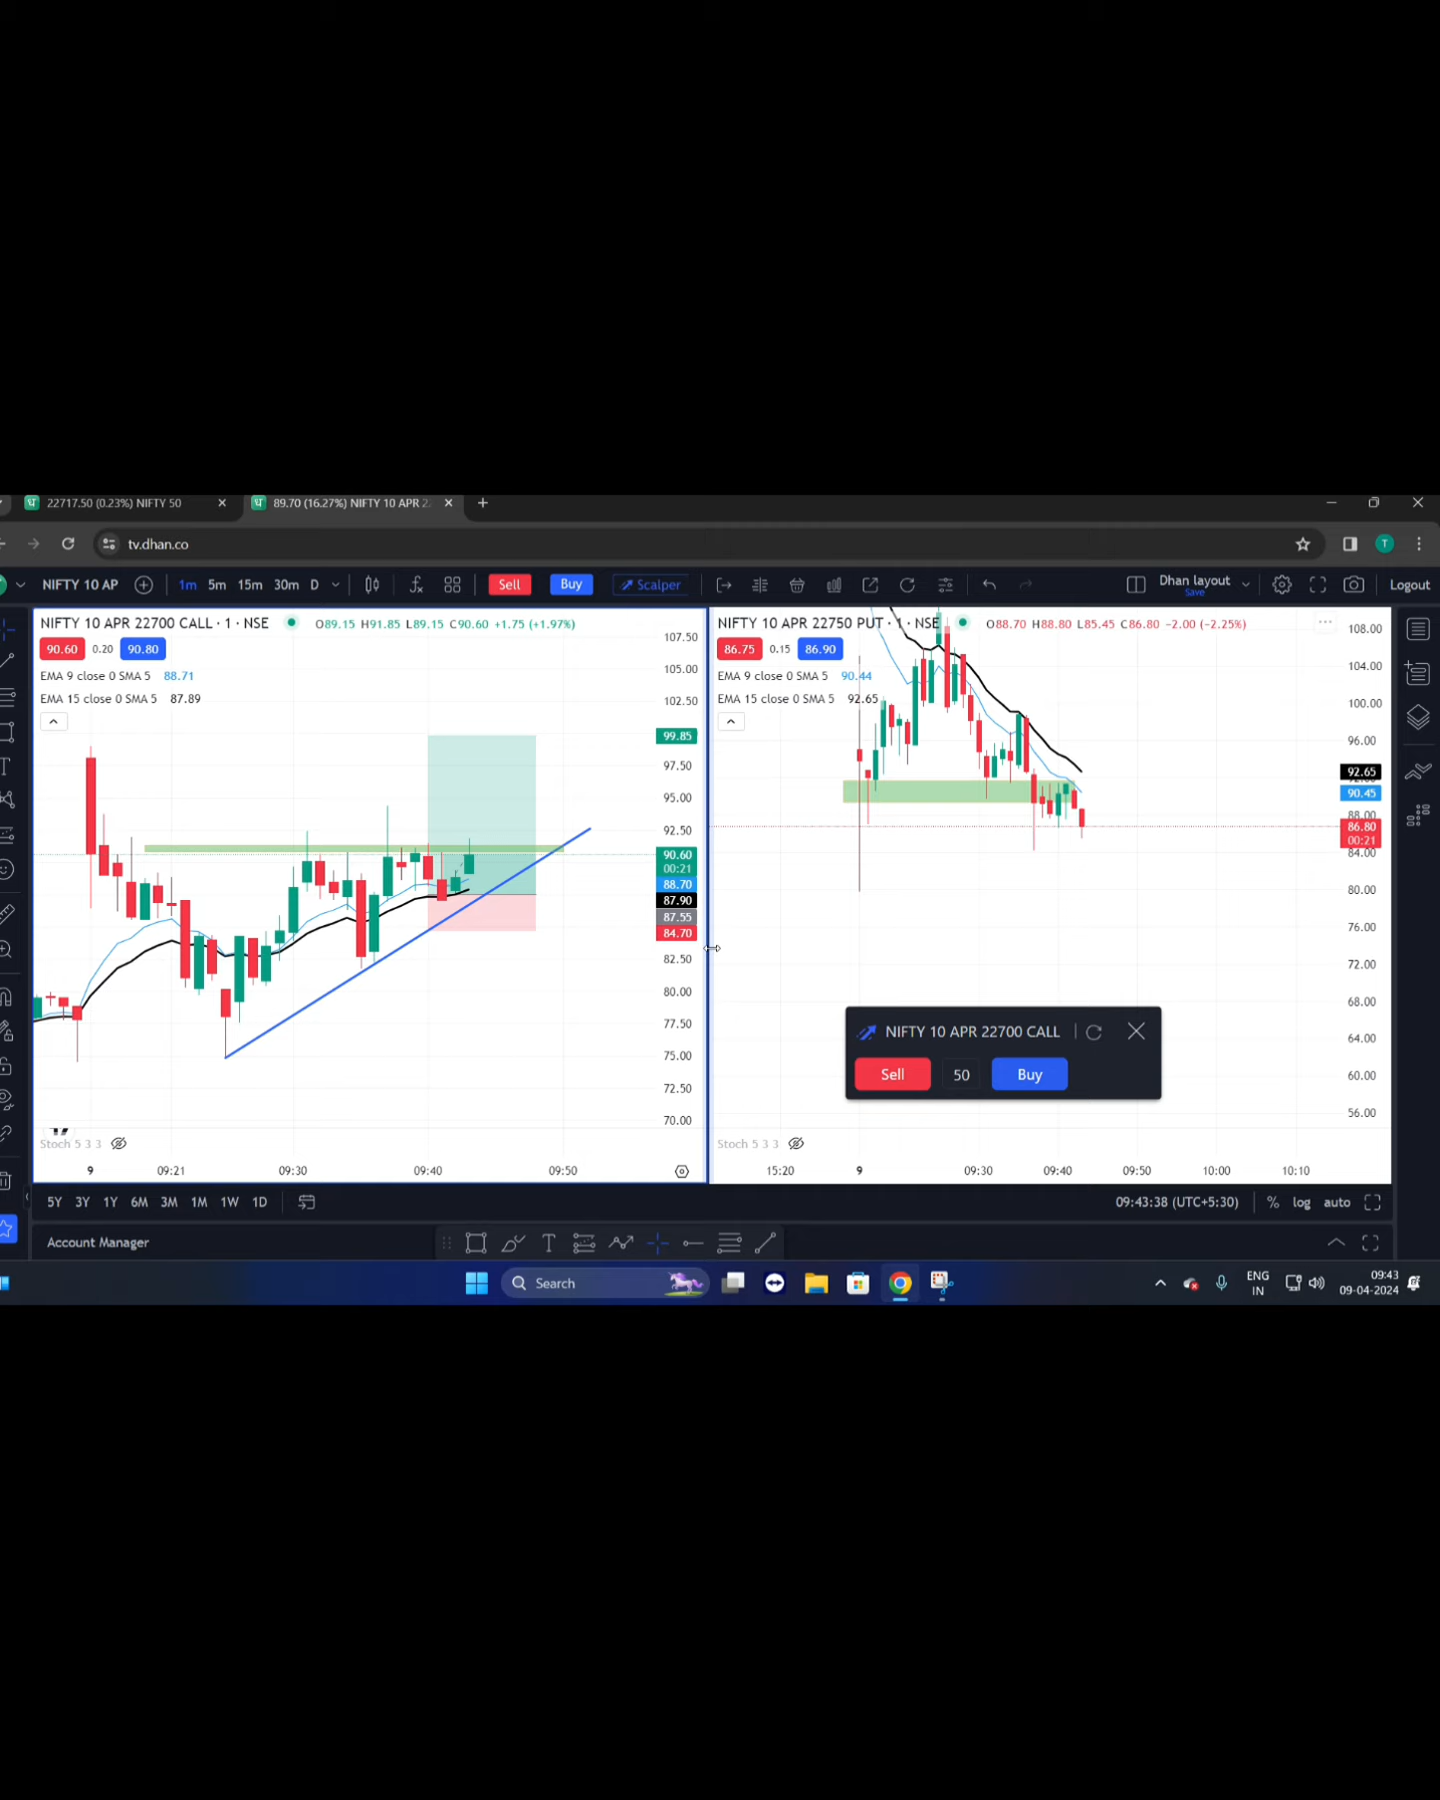 22717.50 (0.23%) NIFTY 50
89.70 (16.27%) NIFTY 10 APR 2
tv.dhan.co
T
NIFTY 10 AP 1m 5m 15m 30m D Sell Buy Scalper Dhan layout Save Logout
NIFTY 10 APR 22700 CALL · 1 · NSE O89.15 H91.85 L89.15 C90.60 +1.75 (+1.97%)
90.60 0.20 90.80
EMA 9 close 0 SMA 5 88.71
EMA 15 close 0 SMA 5 87.89
107.50
105.00
102.50
99.85
97.50
95.00
92.50
90.60
00:21
88.70
87.90
87.55
84.70
82.50
80.00
77.50
75.00
72.50
70.00
Stoch 5 3 3
9 09:21 09:30 09:40 09:50
NIFTY 10 APR 22750 PUT · 1 · NSE O88.70 H88.80 L85.45 C86.80 −2.00 (−2.25%)
86.75 0.15 86.90
EMA 9 close 0 SMA 5 90.44
EMA 15 close 0 SMA 5 92.65
108.00
104.00
100.00
96.00
92.65
90.45
88.00
86.80
00:21
84.00
80.00
76.00
72.00
68.00
64.00
60.00
56.00
NIFTY 10 APR 22700 CALL
Sell 50 Buy
Stoch 5 3 3
15:20 9 09:30 09:40 09:50 10:00 10:10
5Y 3Y 1Y 6M 3M 1M 1W 1D 09:43:38 (UTC+5:30) % log auto
Account Manager
Search
ENG
IN
09:43
09-04-2024